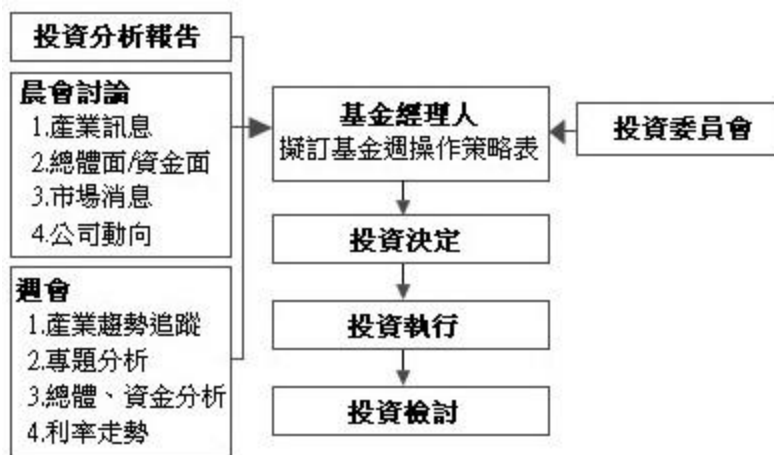 投資分析報告
晨會討論
1.產業訊息
2.總體面/資金面
3.市場消息
4.公司動向
週會
1.產業趨勢追蹤
2.專題分析
3.總體、資金分析
4.利率走勢
基金經理人
擬訂基金週操作策略表
投資委員會
投資決定
投資執行
投資檢討